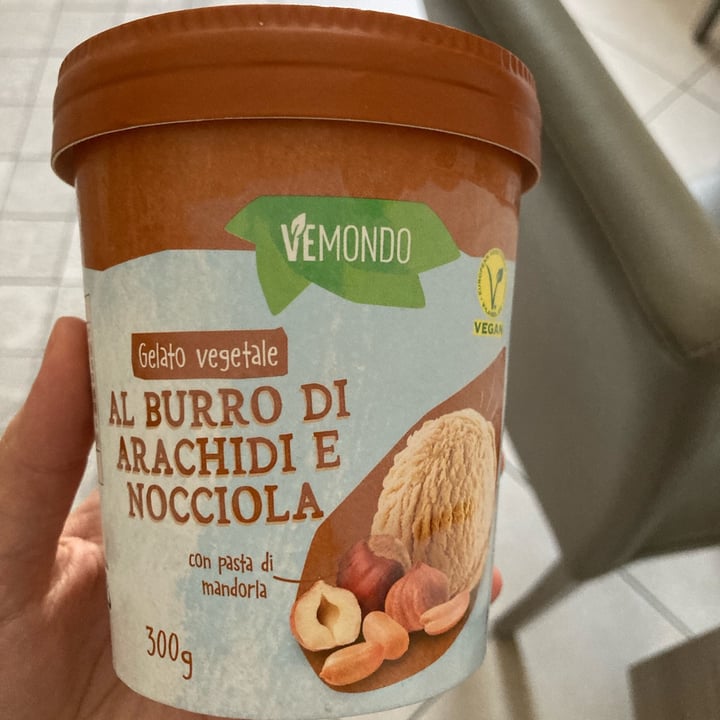 VEMONDO
VEGAN
Gelato vegetale
AL BURRO DI
ARACHIDI E
NOCCIOLA
con pasta di
mandorla
300g